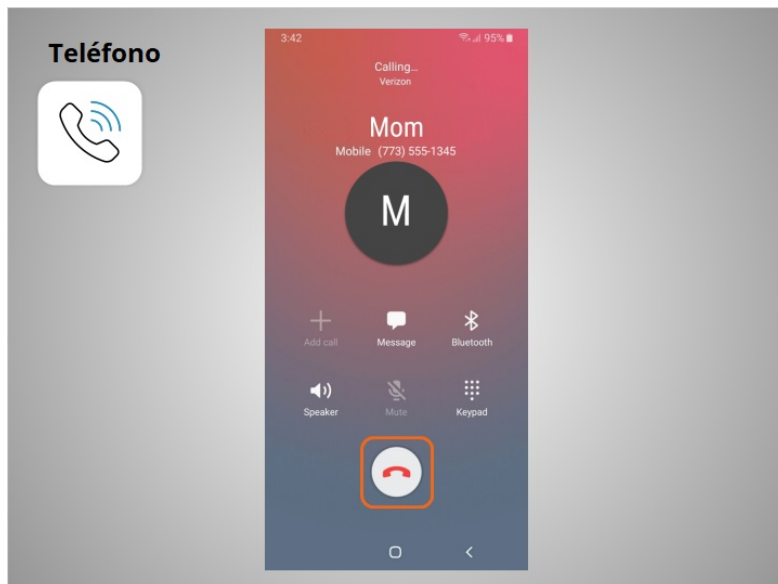 Teléfono
3:42 95%
Calling...
Verizon
Mom
Mobile (773) 555-1345
M
Add call Message Bluetooth
Speaker Mute Keypad